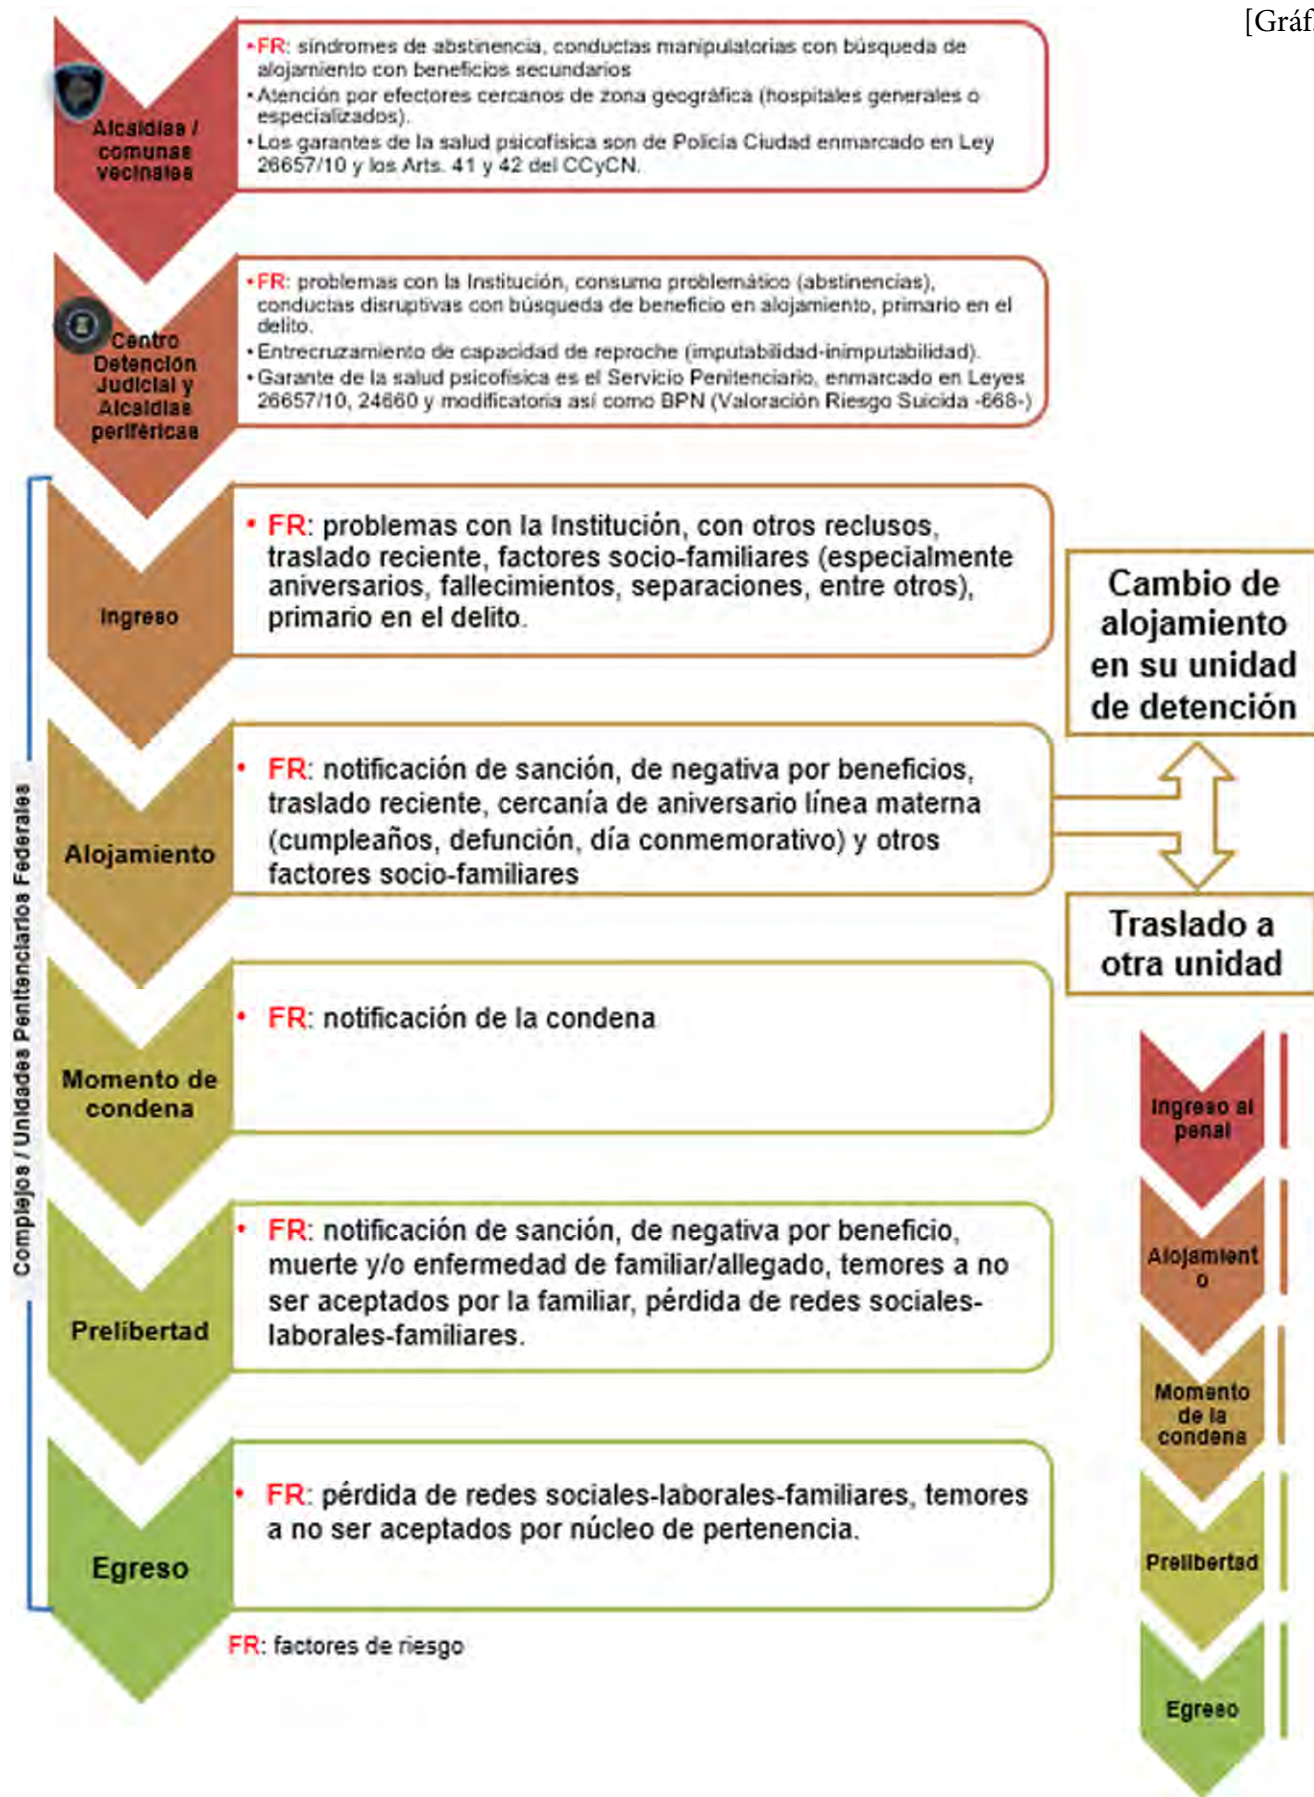 [Gráf
Alcaldías /
comunas
vecinales
•FR: síndromes de abstinencia, conductas manipulatorias con búsqueda de
alojamiento con beneficios secundarios
•Atención por efectores cercanos de zona geográfica (hospitales generales o
especializados).
•Los garantes de la salud psicofísica son de Policía Ciudad enmarcado en Ley
26657/10 y los Arts. 41 y 42 del CCyCN.
Centro
Detención
Judicial y
Alcaldías
periféricas
•FR: problemas con la Institución, consumo problemático (abstinencias),
conductas disruptivas con búsqueda de beneficio en alojamiento, primario en el
delito.
•Entrecruzamiento de capacidad de reproche (imputabilidad-inimputabilidad).
•Garante de la salud psicofísica es el Servicio Penitenciario, enmarcado en Leyes
26657/10, 24660 y modificatoria así como BPN (Valoración Riesgo Suicida -668-)
Complejos / Unidades Penitenciarios Federales
Ingreso
• FR: problemas con la Institución, con otros reclusos,
traslado reciente, factores socio-familiares (especialmente
aniversarios, fallecimientos, separaciones, entre otros),
primario en el delito.
Alojamiento
• FR: notificación de sanción, de negativa por beneficios,
traslado reciente, cercanía de aniversario línea materna
(cumpleaños, defunción, día conmemorativo) y otros
factores socio-familiares
Cambio de
alojamiento
en su unidad
de detención
Traslado a
otra unidad
Momento de
condena
• FR: notificación de la condena
Prelibertad
• FR: notificación de sanción, de negativa por beneficio,
muerte y/o enfermedad de familiar/allegado, temores a no
ser aceptados por la familiar, pérdida de redes sociales-
laborales-familiares.
Egreso
• FR: pérdida de redes sociales-laborales-familiares, temores
a no ser aceptados por núcleo de pertenencia.
FR: factores de riesgo
Ingreso al
penal
Alojamient
o
Momento
de la
condena
Prelibertad
Egreso